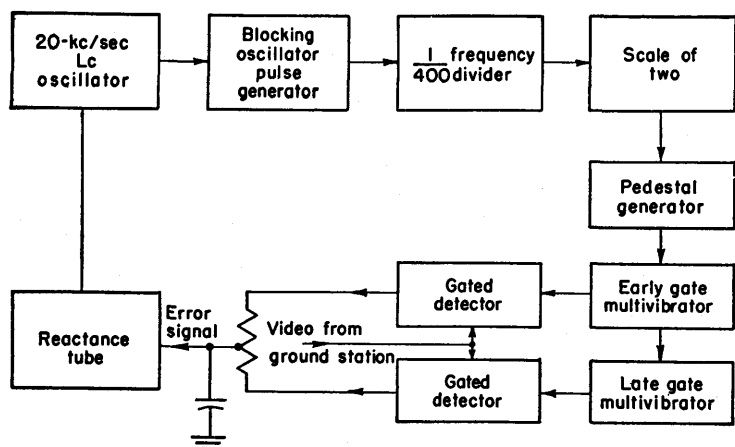 20-kc/sec
Lc
oscillator
Blocking
oscillator
pulse
generator
1/400 frequency
divider
Scale of
two
Pedestal
generator
Early gate
multivibrator
Late gate
multivibrator
Gated
detector
Gated
detector
Video from
ground station
Error
signal
Reactance
tube